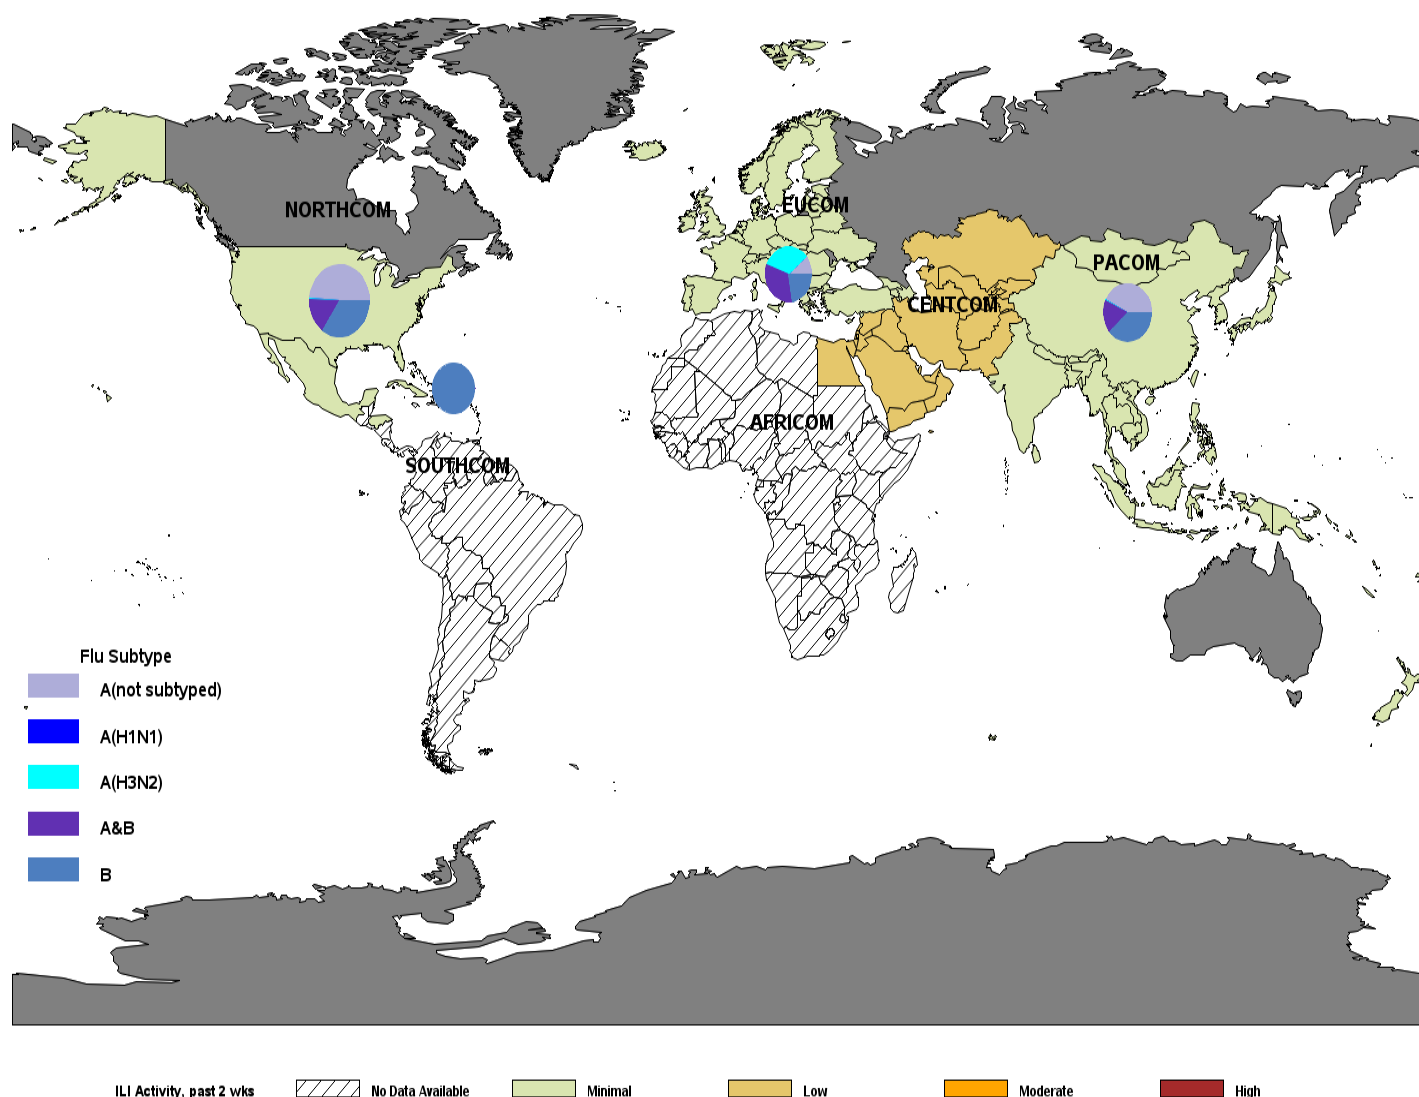 NORTHCOM
EUCOM
PACOM
CENTCOM
AFRICOM
SOUTHCOM
Flu Subtype
A(not subtyped)
A(H1N1)
A(H3N2)
A&B
B
ILI Activity, past 2 wks No Data Available Minimal Low Moderate High